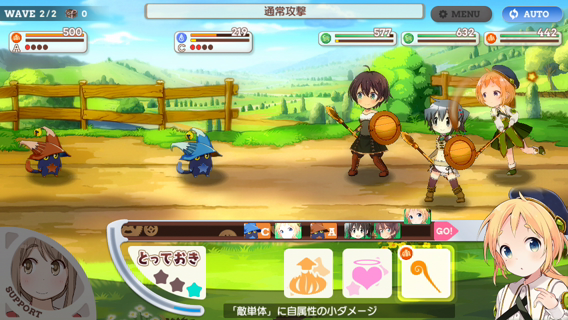 WAVE 2/2 0
通常攻撃
MENU
AUTO
500
A
219
C
577
632
442
C
A
GO!
とっておき
SUPPORT
「敵単体」に自属性の小ダメージ